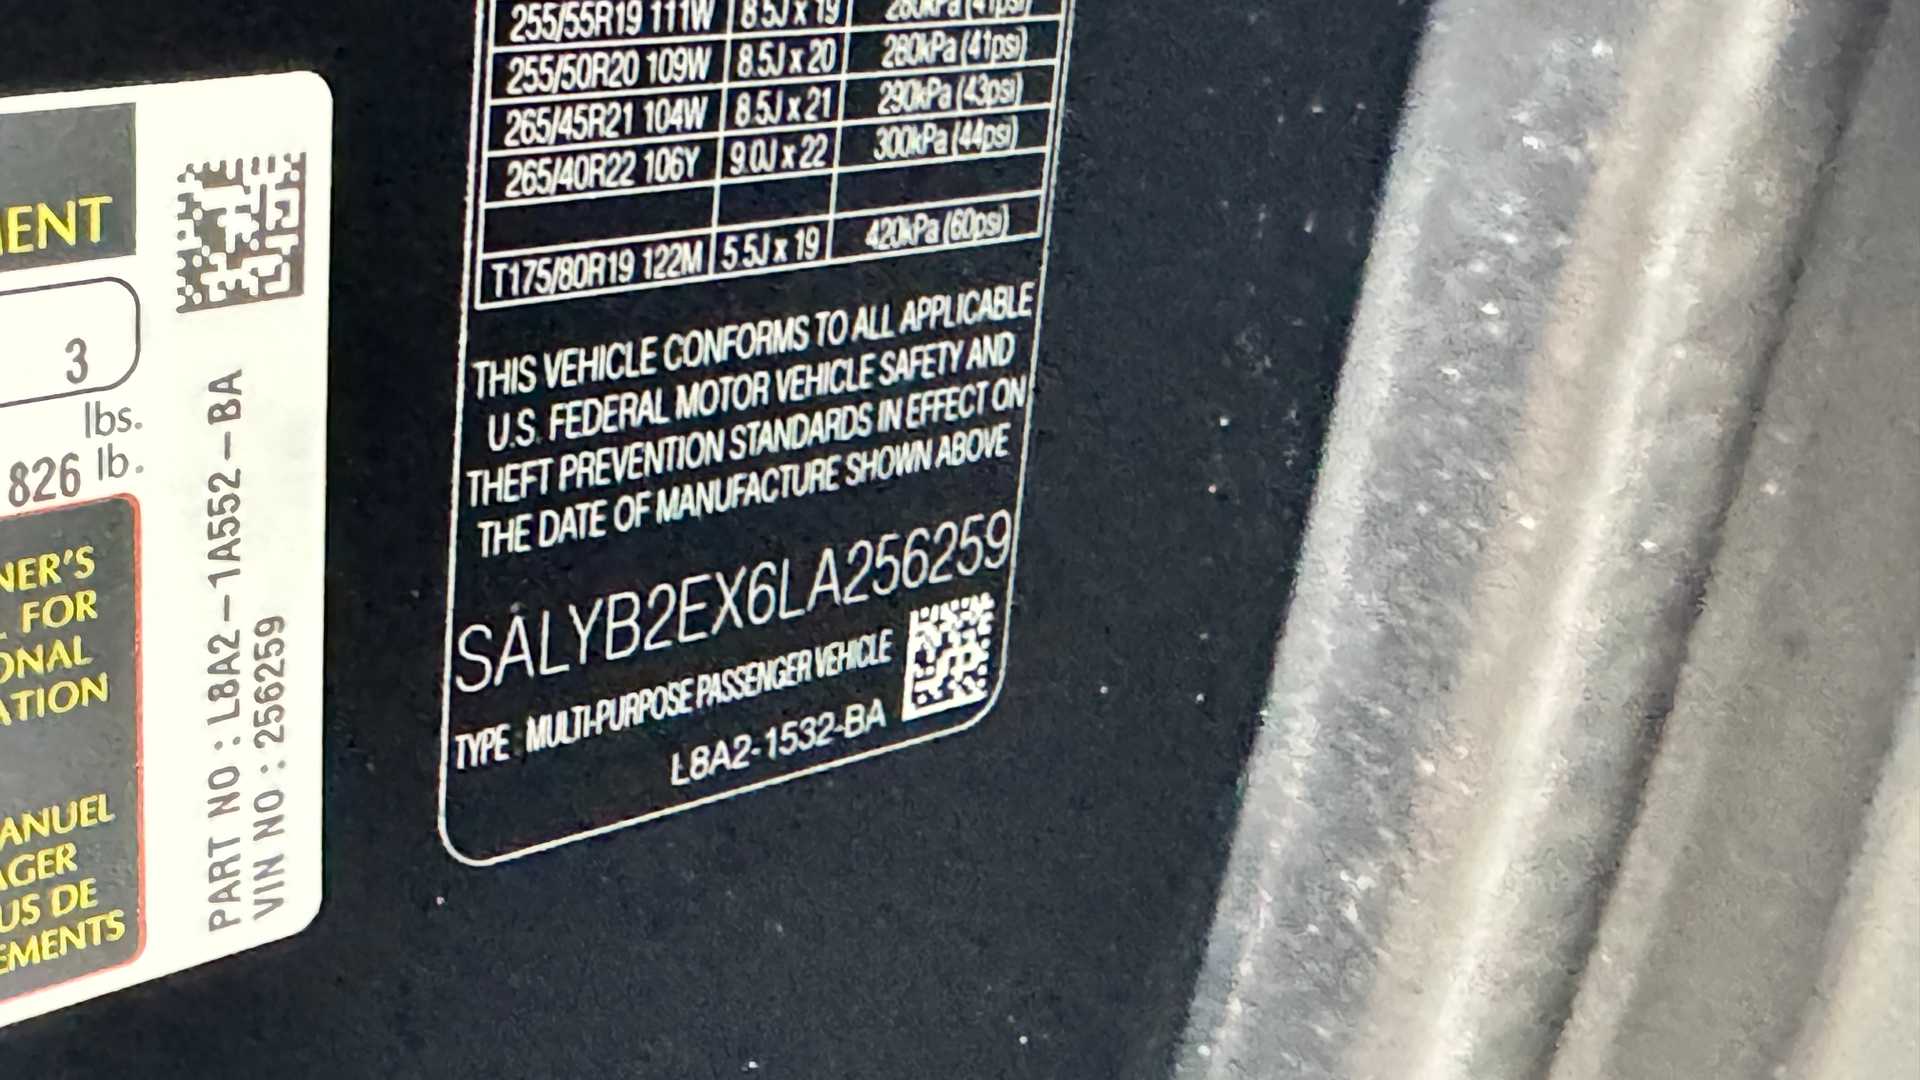 MENT
3
lbs.
826 lb.
NER'S
FOR
ONAL
ATION
ANUEL
AGER
US DE
EMENTS
PART NO : L8A2-1A552-BA
VIN NO : 256259
255/55R19 111W 8.5J x 19 280kPa (41psi)
255/50R20 109W 8.5J x 20 280kPa (41psi)
265/45R21 104W 8.5J x 21 290kPa (43psi)
265/40R22 106Y 9.0J x 22 300kPa (44psi)
T175/80R19 122M 5.5J x 19 420kPa (60psi)
THIS VEHICLE CONFORMS TO ALL APPLICABLE
U.S. FEDERAL MOTOR VEHICLE SAFETY AND
THEFT PREVENTION STANDARDS IN EFFECT ON
THE DATE OF MANUFACTURE SHOWN ABOVE
SALYB2EX6LA256259
TYPE : MULTI-PURPOSE PASSENGER VEHICLE
L8A2-1532-BA